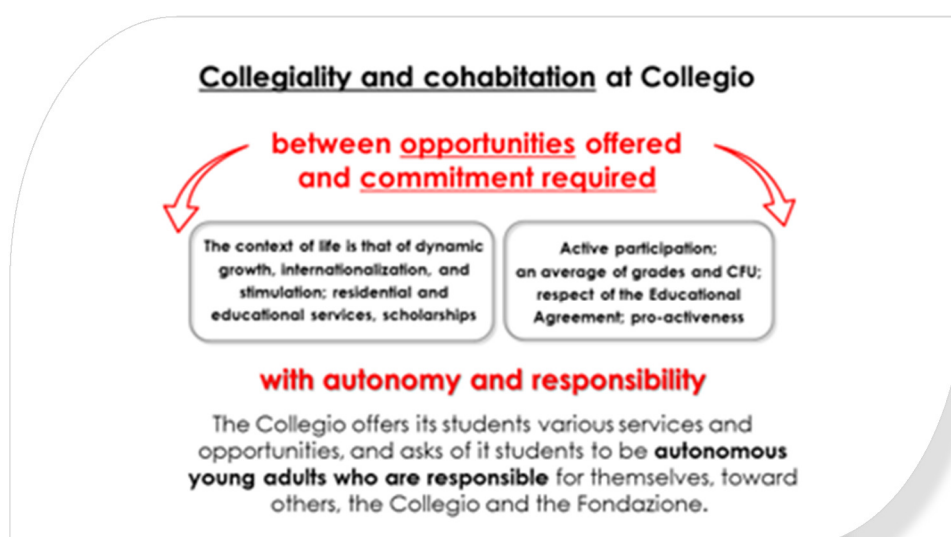 Collegiality and cohabitation at Collegio
between opportunities offered
and commitment required
The context of life is that of dynamic
growth, internationalization, and
stimulation; residential and
educational services, scholarships
Active participation;
an average of grades and CFU;
respect of the Educational
Agreement; pro-activeness
with autonomy and responsibility
The Collegio offers its students various services and
opportunities, and asks of it students to be autonomous
young adults who are responsible for themselves, toward
others, the Collegio and the Fondazione.